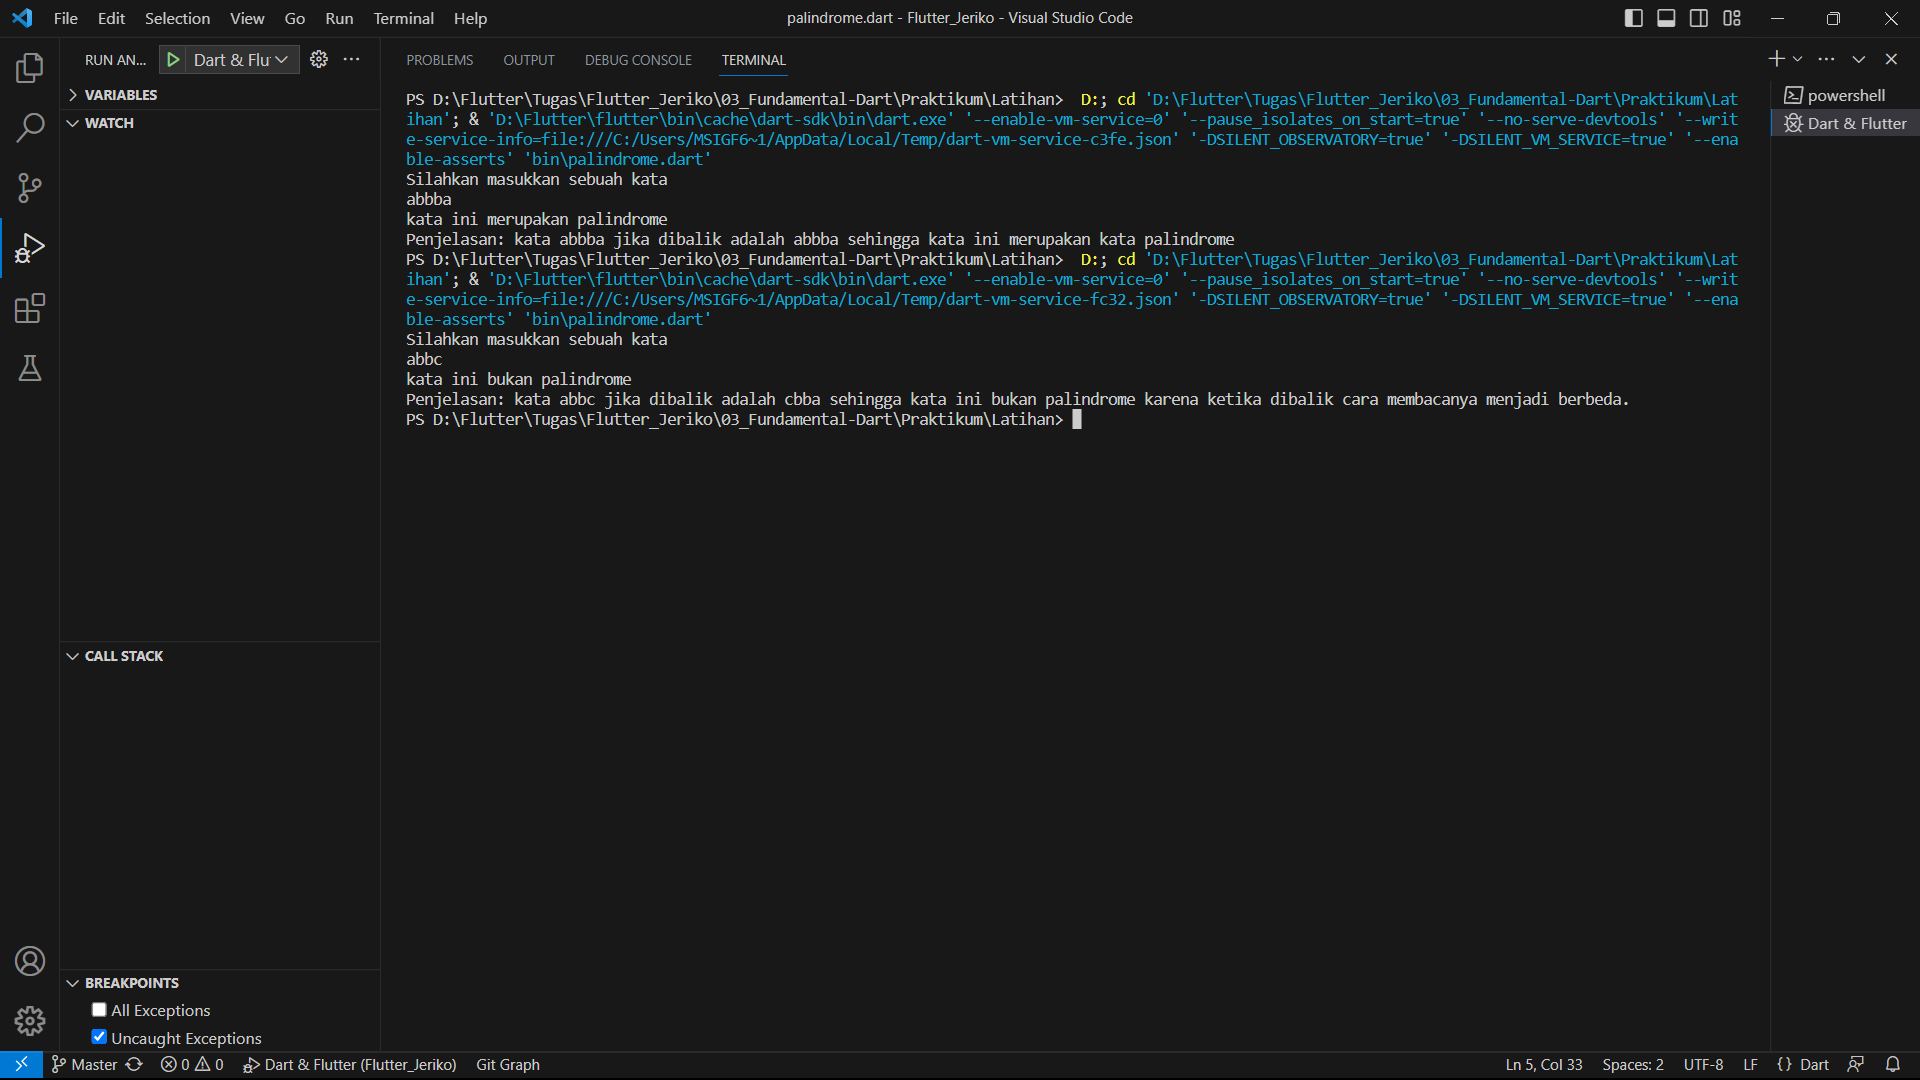 File Edit Selection View Go Run Terminal Help
palindrome.dart - Flutter_Jeriko - Visual Studio Code
RUN AN...
Dart & Flu
VARIABLES
WATCH
CALL STACK
BREAKPOINTS
All Exceptions
Uncaught Exceptions
PROBLEMS OUTPUT DEBUG CONSOLE TERMINAL
PS D:\Flutter\Tugas\Flutter_Jeriko\03_Fundamental-Dart\Praktikum\Latihan>  D:; cd 'D:\Flutter\Tugas\Flutter_Jeriko\03_Fundamental-Dart\Praktikum\Lat
ihan'; & 'D:\Flutter\flutter\bin\cache\dart-sdk\bin\dart.exe' '--enable-vm-service=0' '--pause_isolates_on_start=true' '--no-serve-devtools' '--writ
e-service-info=file:///C:/Users/MSIGF6~1/AppData/Local/Temp/dart-vm-service-c3fe.json' '-DSILENT_OBSERVATORY=true' '-DSILENT_VM_SERVICE=true' '--ena
ble-asserts' 'bin\palindrome.dart'
Silahkan masukkan sebuah kata
abbba
kata ini merupakan palindrome
Penjelasan: kata abbba jika dibalik adalah abbba sehingga kata ini merupakan kata palindrome
PS D:\Flutter\Tugas\Flutter_Jeriko\03_Fundamental-Dart\Praktikum\Latihan>  D:; cd 'D:\Flutter\Tugas\Flutter_Jeriko\03_Fundamental-Dart\Praktikum\Lat
ihan'; & 'D:\Flutter\flutter\bin\cache\dart-sdk\bin\dart.exe' '--enable-vm-service=0' '--pause_isolates_on_start=true' '--no-serve-devtools' '--writ
e-service-info=file:///C:/Users/MSIGF6~1/AppData/Local/Temp/dart-vm-service-fc32.json' '-DSILENT_OBSERVATORY=true' '-DSILENT_VM_SERVICE=true' '--ena
ble-asserts' 'bin\palindrome.dart'
Silahkan masukkan sebuah kata
abbc
kata ini bukan palindrome
Penjelasan: kata abbc jika dibalik adalah cbba sehingga kata ini bukan palindrome karena ketika dibalik cara membacanya menjadi berbeda.
PS D:\Flutter\Tugas\Flutter_Jeriko\03_Fundamental-Dart\Praktikum\Latihan>
powershell
Dart & Flutter
Master 0 0 Dart & Flutter (Flutter_Jeriko) Git Graph
Ln 5, Col 33 Spaces: 2 UTF-8 LF {} Dart